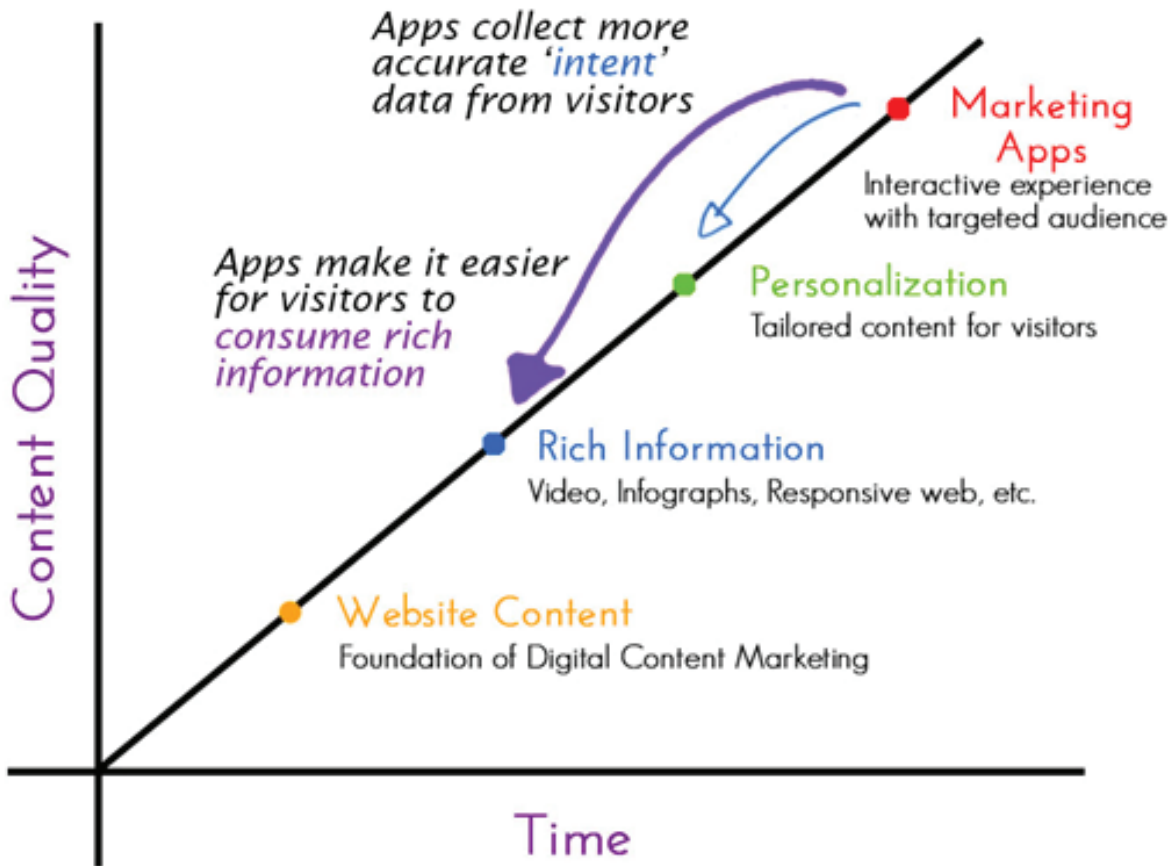 Apps collect more
accurate ‘intent’
data from visitors
Marketing
Apps
Interactive experience
with targeted audience
Apps make it easier
for visitors to
consume rich
information
Personalization
Tailored content for visitors
Content Quality
Rich Information
Video, Infographs, Responsive web, etc.
Website Content
Foundation of Digital Content Marketing
Time